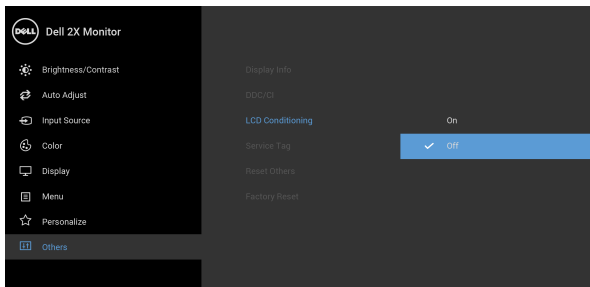 DELL
Dell 2X Monitor
Brightness/Contrast
Auto Adjust
Input Source
Color
Display
Menu
Personalize
Others
Display Info
DDC/CI
LCD Conditioning
Service Tag
Reset Others
Factory Reset
On
Off